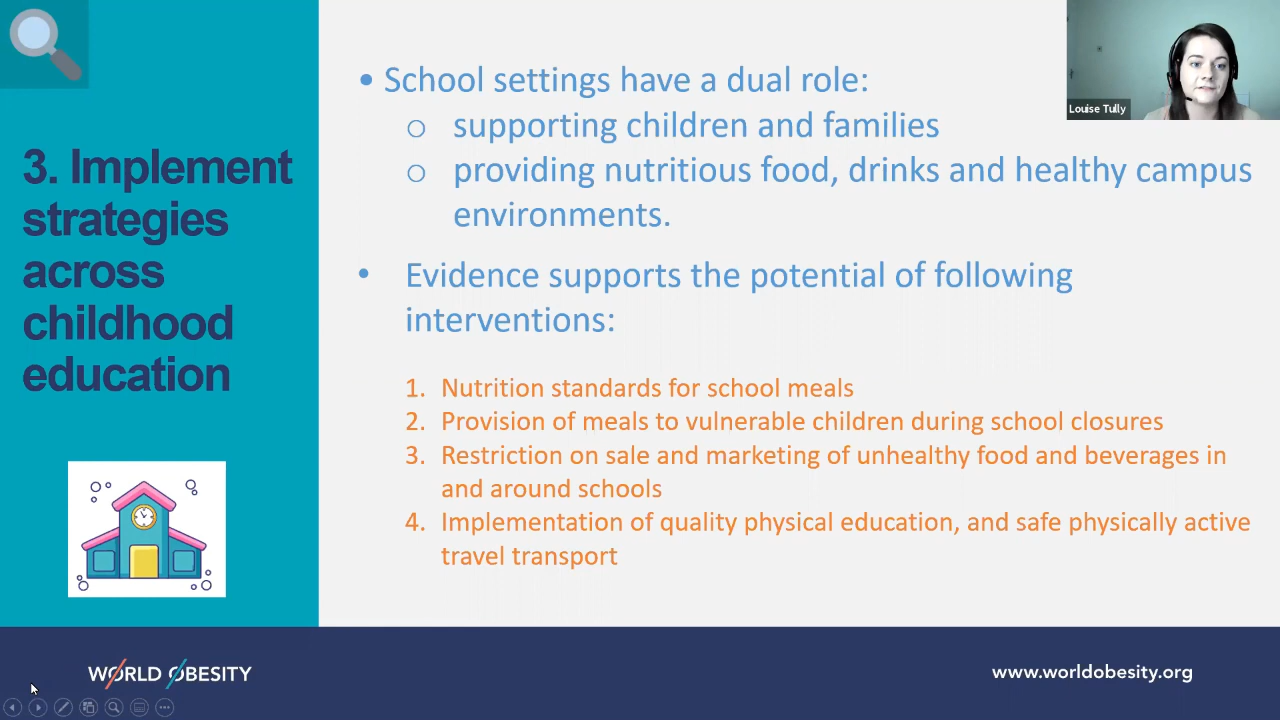 3. Implement
strategies
across
childhood
education
• School settings have a dual role:
o supporting children and families
o providing nutritious food, drinks and healthy campus
environments.
• Evidence supports the potential of following
interventions:
1. Nutrition standards for school meals
2. Provision of meals to vulnerable children during school closures
3. Restriction on sale and marketing of unhealthy food and beverages in
and around schools
4. Implementation of quality physical education, and safe physically active
travel transport
Louise Tully
WORLD OBESITY
www.worldobesity.org